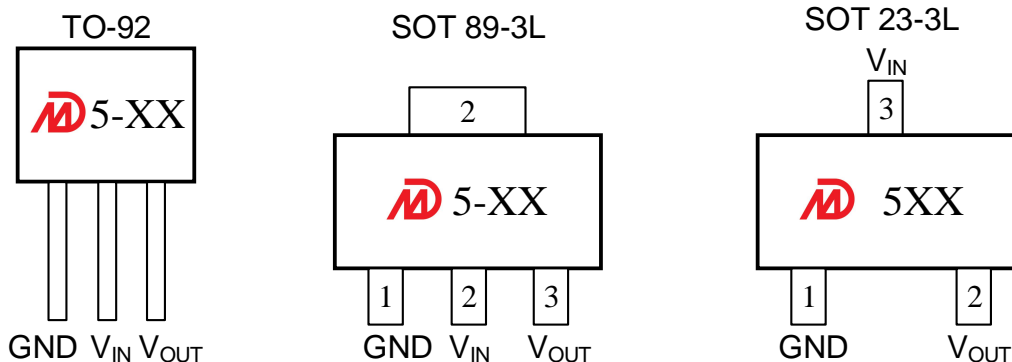 TO-92
5-XX
GND VIN VOUT
SOT 89-3L
2
5-XX
1 2 3
GND VIN VOUT
SOT 23-3L
VIN
3
5XX
1 2
GND VOUT